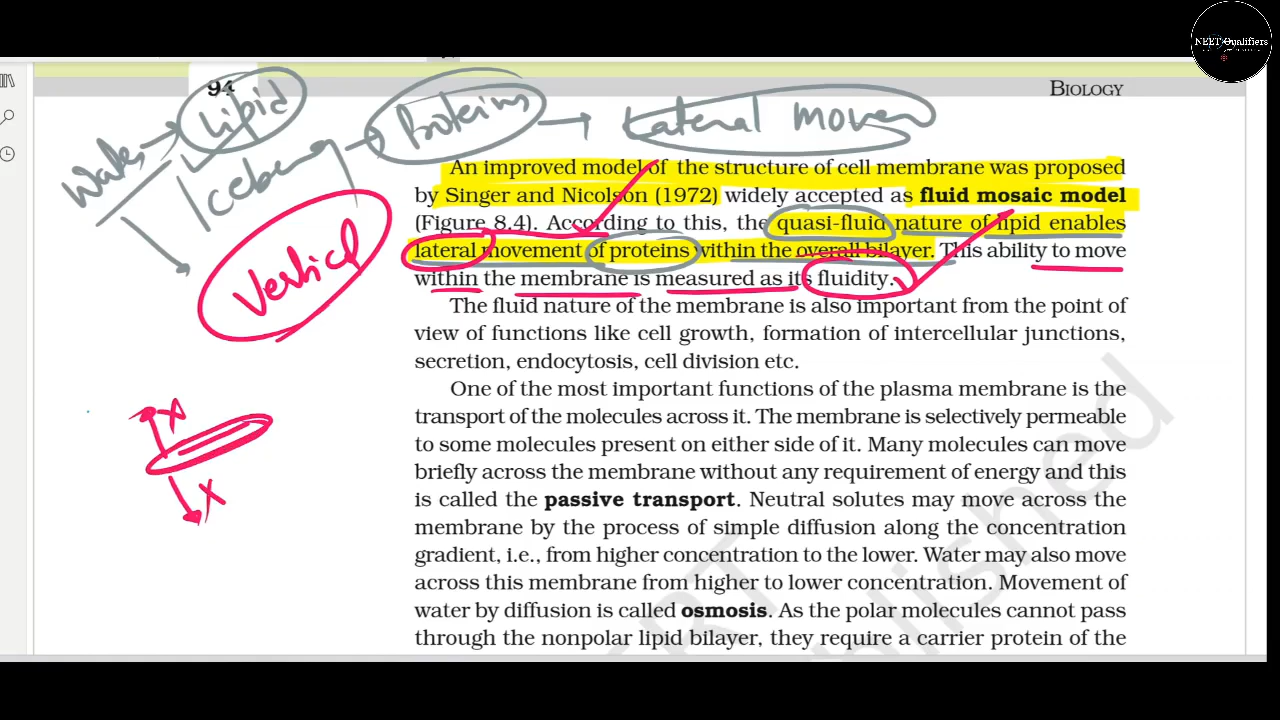 NEET Qualifiers
94
BIOLOGY
Water → Lipid
Iceberg → Proteins → Lateral movem
Vertical
An improved model of the structure of cell membrane was proposed
by Singer and Nicolson (1972) widely accepted as fluid mosaic model
(Figure 8.4). According to this, the quasi-fluid nature of lipid enables
lateral movement of proteins within the overall bilayer. This ability to move
within the membrane is measured as its fluidity.
The fluid nature of the membrane is also important from the point of
view of functions like cell growth, formation of intercellular junctions,
secretion, endocytosis, cell division etc.
One of the most important functions of the plasma membrane is the
transport of the molecules across it. The membrane is selectively permeable
to some molecules present on either side of it. Many molecules can move
briefly across the membrane without any requirement of energy and this
is called the passive transport. Neutral solutes may move across the
membrane by the process of simple diffusion along the concentration
gradient, i.e., from higher concentration to the lower. Water may also move
across this membrane from higher to lower concentration. Movement of
water by diffusion is called osmosis. As the polar molecules cannot pass
through the nonpolar lipid bilayer, they require a carrier protein of the
X
X